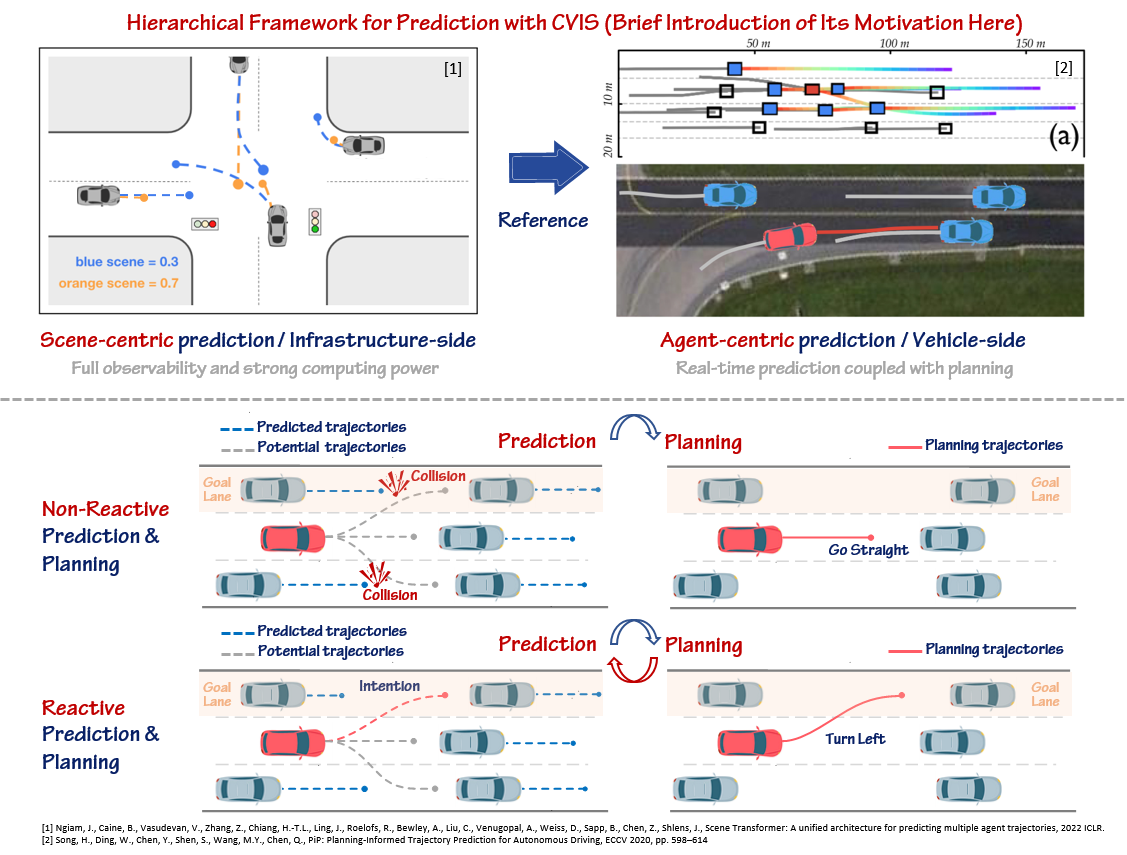 Hierarchical Framework for Prediction with CVIS (Brief Introduction of Its Motivation Here)
[1]
blue scene = 0.3
orange scene = 0.7
Reference
50 m
100 m
150 m
[2]
10 m
20 m
(a)
Scene-centric prediction / Infrastructure-side
Full observability and strong computing power
Agent-centric prediction / Vehicle-side
Real-time prediction coupled with planning
Predicted trajectories
Potential trajectories
Prediction
Planning
Planning trajectories
Non-Reactive
Prediction &
Planning
Goal
Lane
Collision
Collision
Goal
Lane
Go Straight
Predicted trajectories
Potential trajectories
Prediction
Planning
Planning trajectories
Reactive
Prediction &
Planning
Goal
Lane
Intention
Goal
Lane
Turn Left
[1] Ngiam, J., Caine, B., Vasudevan, V., Zhang, Z., Chiang, H.-T.L., Ling, J., Roelofs, R., Bewley, A., Liu, C., Venugopal, A., Weiss, D., Sapp, B., Chen, Z., Shlens, J., Scene Transformer: A unified architecture for predicting multiple agent trajectories, 2022 ICLR.
[2] Song, H., Ding, W., Chen, Y., Shen, S., Wang, M.Y., Chen, Q., PiP: Planning-Informed Trajectory Prediction for Autonomous Driving, ECCV 2020, pp. 598–614